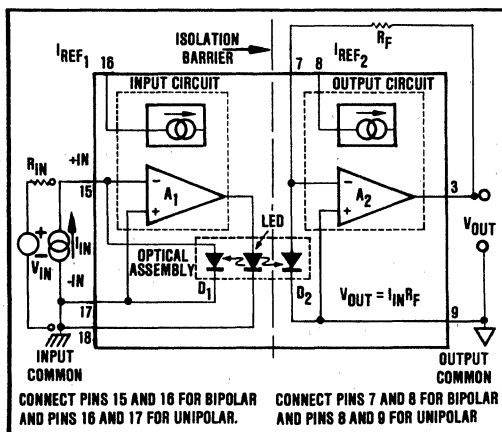 ISOLATION
BARRIER
RF
IREF1
16
IREF2
7 8
INPUT CIRCUIT
OUTPUT CIRCUIT
RIN
+IN
15
A1
A2
3
LED
IIN
VIN
-IN
OPTICAL
ASSEMBLY
D1
D2
VOUT
VOUT = IINRF
17
18
9
INPUT
COMMON
OUTPUT
COMMON
CONNECT PINS 15 AND 16 FOR BIPOLAR
AND PINS 16 AND 17 FOR UNIPOLAR.
CONNECT PINS 7 AND 8 FOR BIPOLAR
AND PINS 8 AND 9 FOR UNIPOLAR